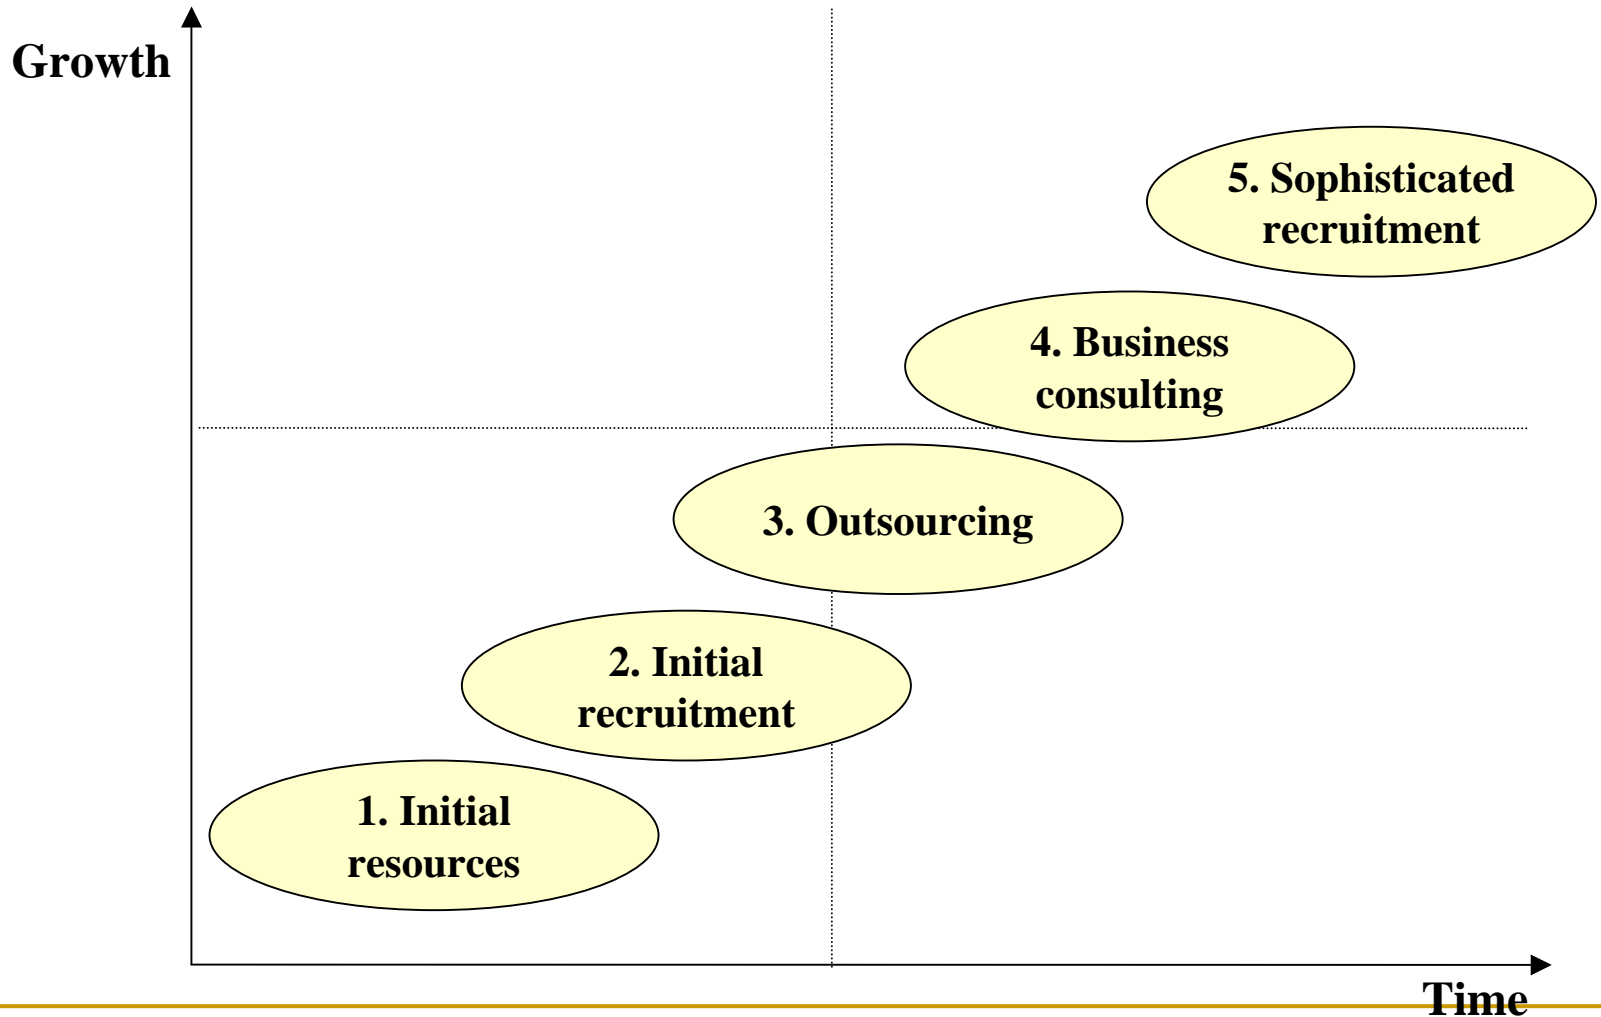 Growth
5. Sophisticated
recruitment
4. Business
consulting
3. Outsourcing
2. Initial
recruitment
1. Initial
resources
Time